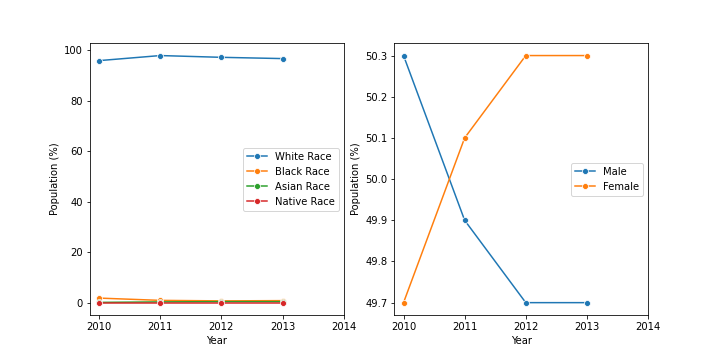 100
80
60
40
20
0
Population (%)
2010 2011 2012 2013 2014
Year
White Race
Black Race
Asian Race
Native Race
50.3
50.2
50.1
50.0
49.9
49.8
49.7
Population (%)
2010 2011 2012 2013 2014
Year
Male
Female